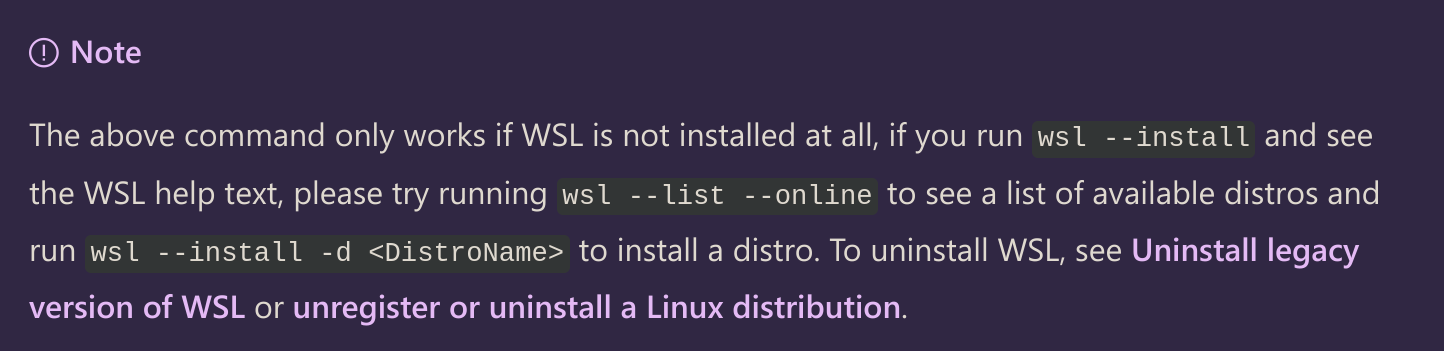 Note
The above command only works if WSL is not installed at all, if you run wsl --install and see
the WSL help text, please try running wsl --list --online to see a list of available distros and
run wsl --install -d <DistroName> to install a distro. To uninstall WSL, see Uninstall legacy
version of WSL or unregister or uninstall a Linux distribution.